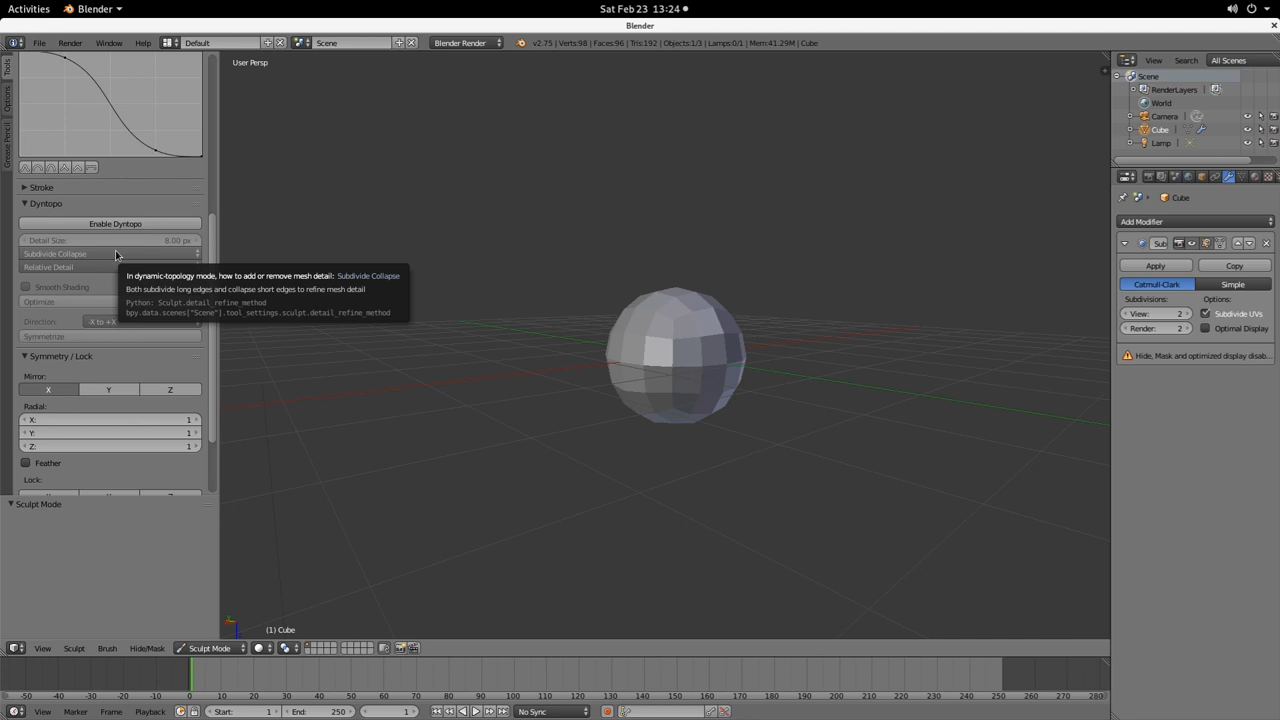 Activities
Blender
Sat Feb 23 13:24
Blender
File Render Window Help Default Scene Blender Render v2.75 | Verts:98 | Faces:96 | Tris:192 | Objects:1/3 | Lamps:0/1 | Mem:41.29M | Cube
Tools
Options
Grease Pencil
Stroke
Dyntopo
Enable Dyntopo
Detail Size: 8.00 px
Subdivide Collapse
Relative Detail
Smooth Shading
Optimize
Direction: -X to +X
Symmetrize
In dynamic-topology mode, how to add or remove mesh detail: Subdivide Collapse
Both subdivide long edges and collapse short edges to refine mesh detail
Python: Sculpt.detail_refine_method
bpy.data.scenes["Scene"].tool_settings.sculpt.detail_refine_method
Symmetry / Lock
Mirror:
X Y Z
Radial:
X: 1
Y: 1
Z: 1
Feather
Lock:
Sculpt Mode
User Persp
(1) Cube
View Search All Scenes
Scene
RenderLayers
World
Camera
Cube
Lamp
Cube
Add Modifier
Sub
Apply Copy
Catmull-Clark Simple
Subdivisions: Options:
View: 2 Subdivide UVs
Render: 2 Optimal Display
Hide, Mask and optimized display disab...
View Sculpt Brush Hide/Mask Sculpt Mode
-50 -40 -30 -20 -10 0 10 20 30 40 50 60 70 80 90 100 110 120 130 140 150 160 170 180 190 200 210 220 230 240 250 260 270 280
View Marker Frame Playback Start: 1 End: 250 1 No Sync